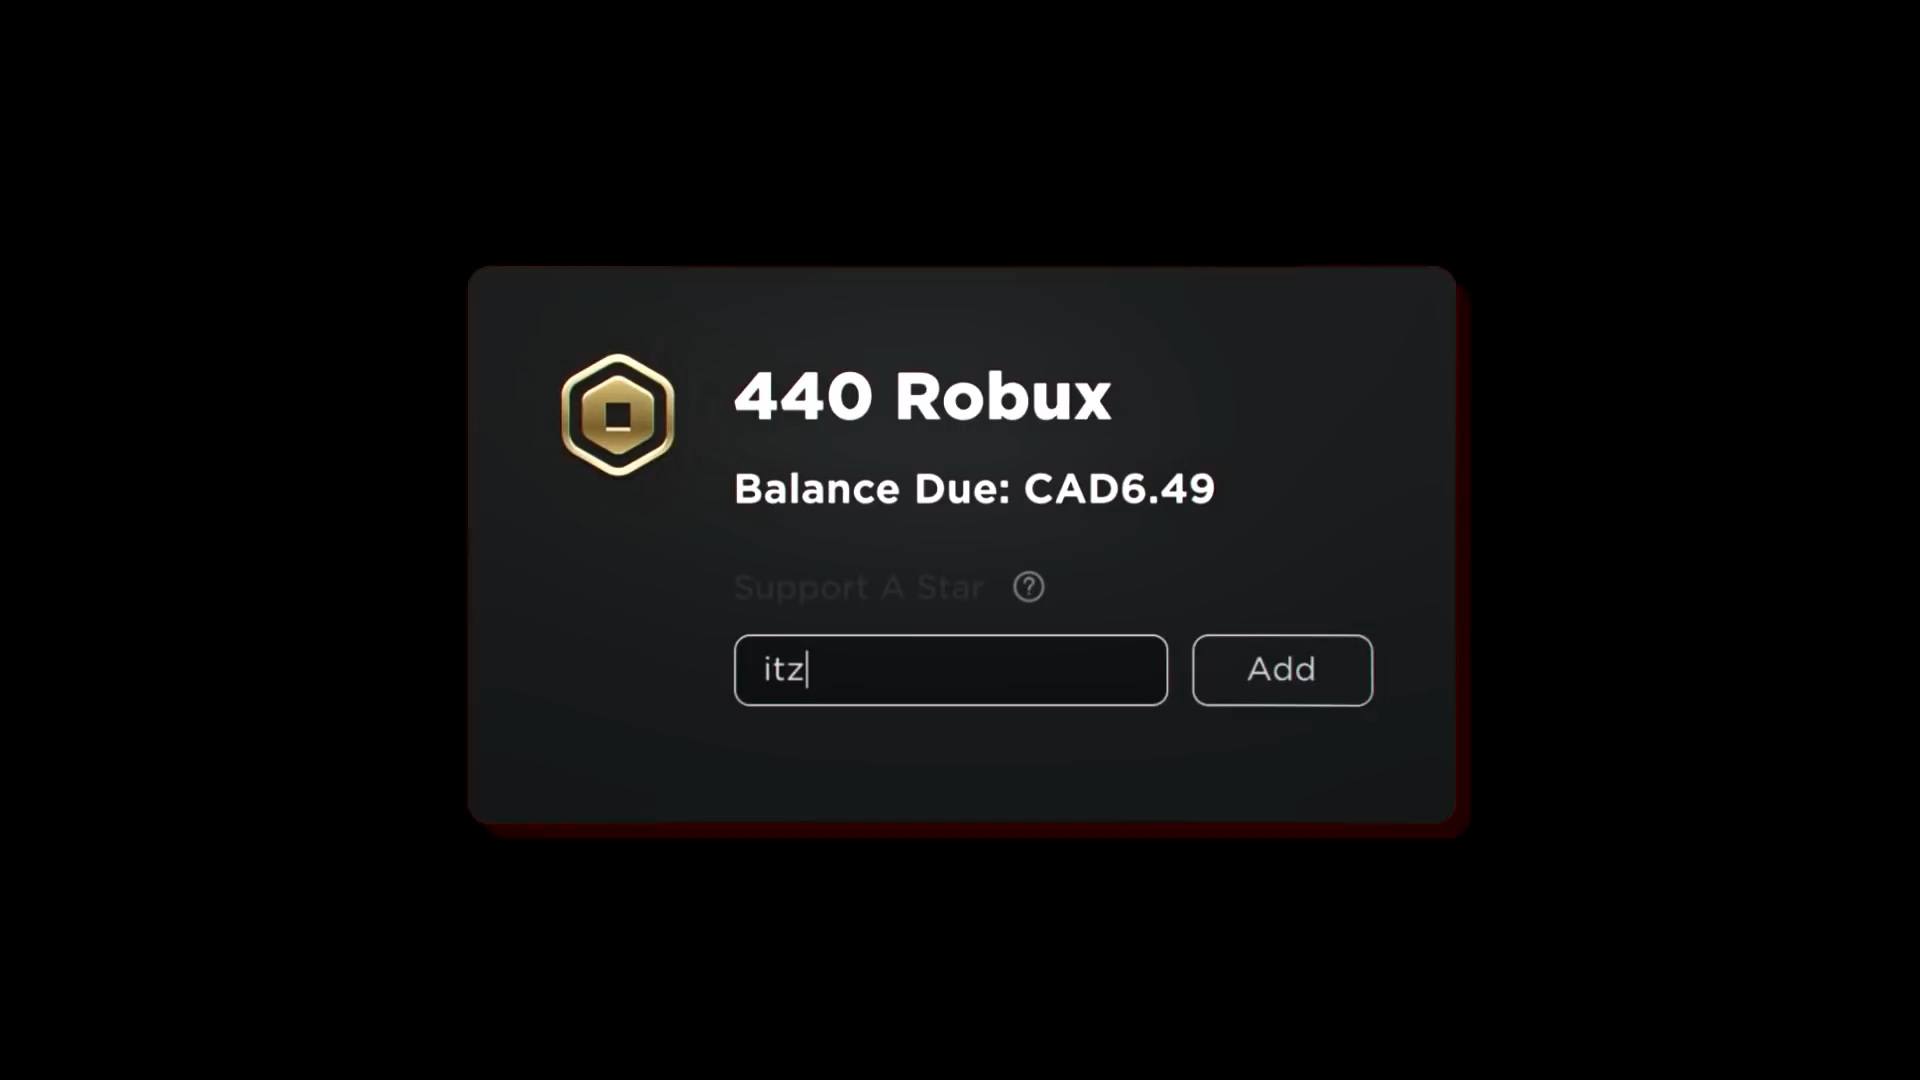 440 Robux
Balance Due: CAD6.49
Support A Star ?
itz
Add